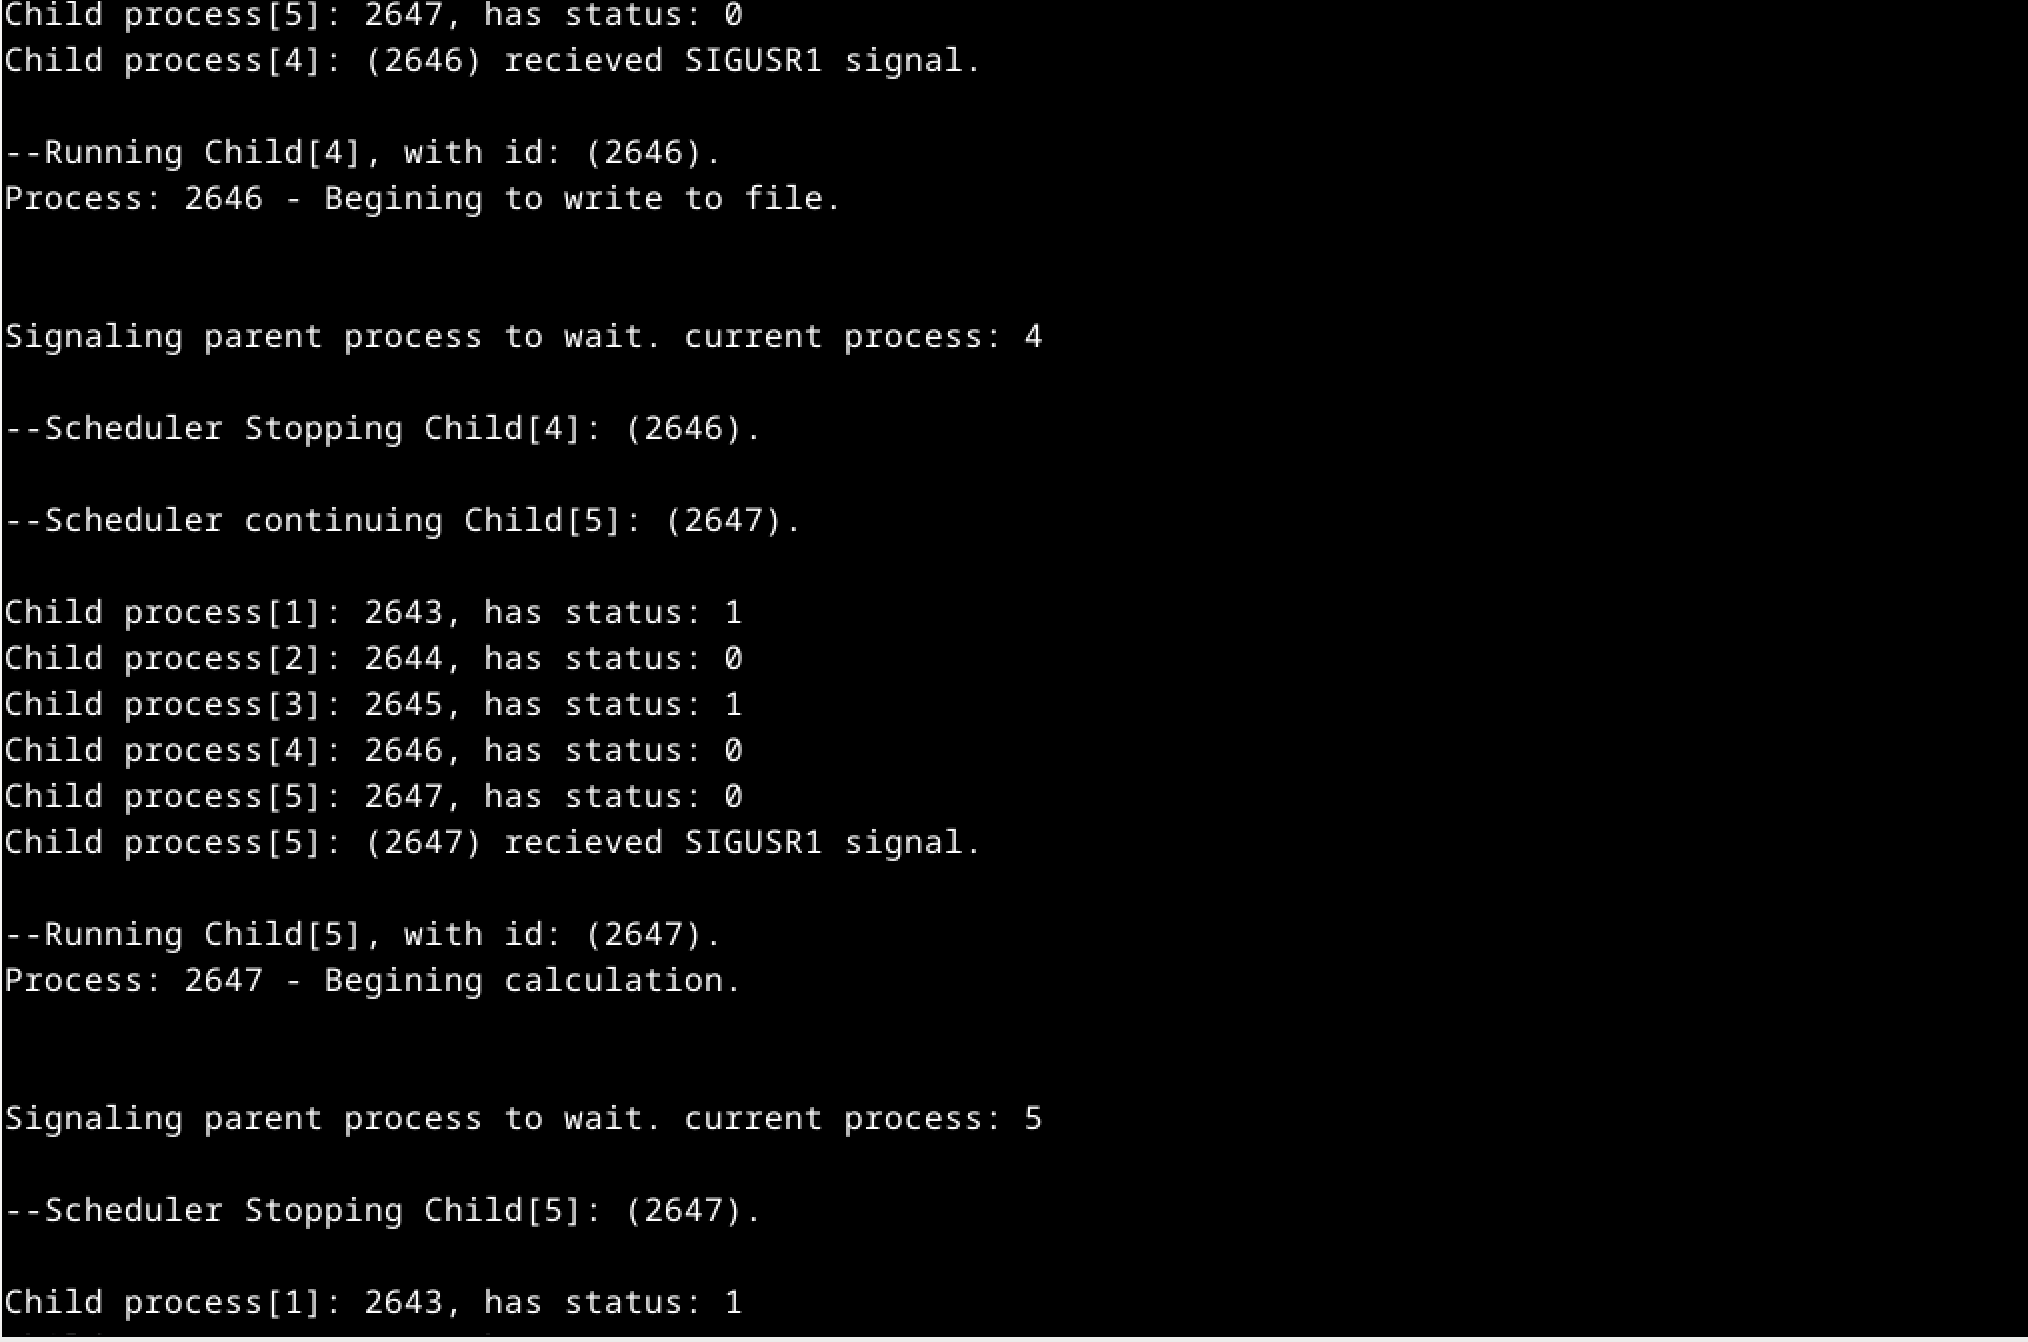 Child process[5]: 2647, has status: 0
Child process[4]: (2646) recieved SIGUSR1 signal.
--Running Child[4], with id: (2646).
Process: 2646 - Begining to write to file.
Signaling parent process to wait. current process: 4
--Scheduler Stopping Child[4]: (2646).
--Scheduler continuing Child[5]: (2647).
Child process[1]: 2643, has status: 1
Child process[2]: 2644, has status: 0
Child process[3]: 2645, has status: 1
Child process[4]: 2646, has status: 0
Child process[5]: 2647, has status: 0
Child process[5]: (2647) recieved SIGUSR1 signal.
--Running Child[5], with id: (2647).
Process: 2647 - Begining calculation.
Signaling parent process to wait. current process: 5
--Scheduler Stopping Child[5]: (2647).
Child process[1]: 2643, has status: 1